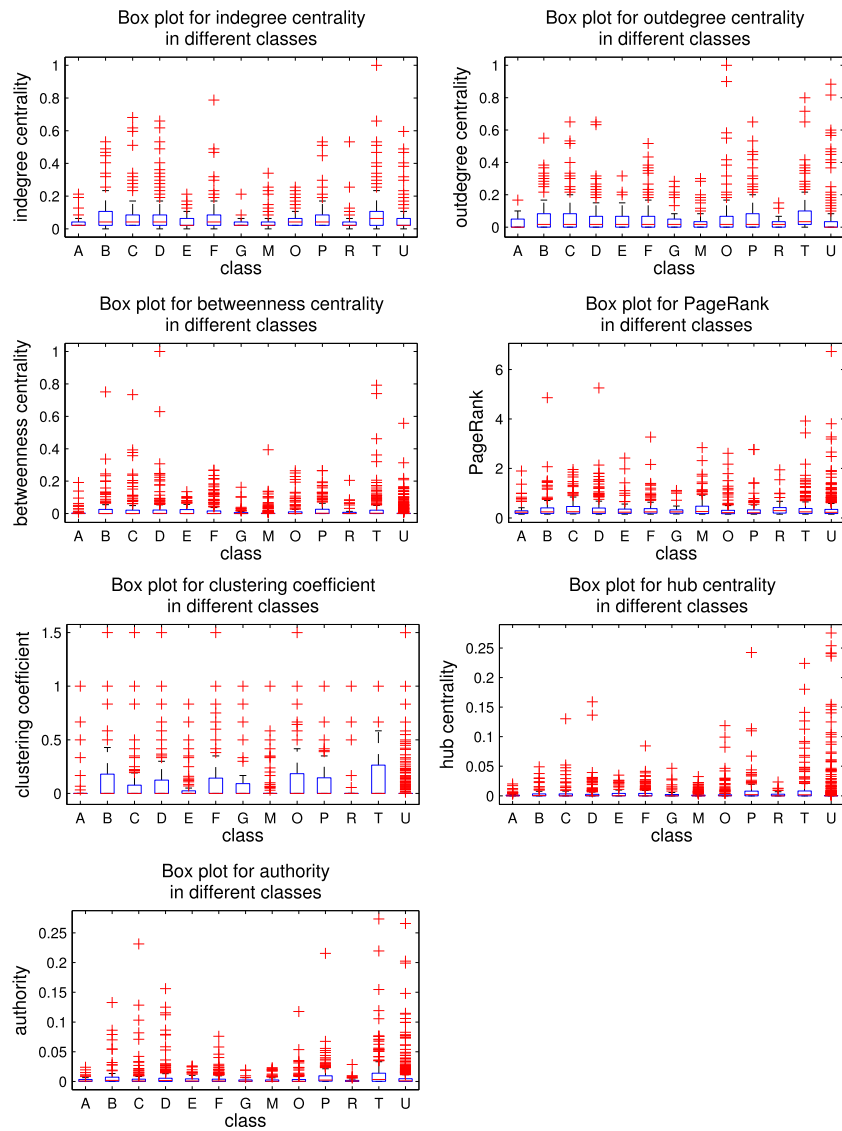 Box plot for indegree centrality
in different classes
indegree centrality
1
0.8
0.6
0.4
0.2
0
A B C D E F G M O P R T U
class
Box plot for outdegree centrality
in different classes
outdegree centrality
1
0.8
0.6
0.4
0.2
0
A B C D E F G M O P R T U
class
Box plot for betweenness centrality
in different classes
betweenness centrality
1
0.8
0.6
0.4
0.2
0
A B C D E F G M O P R T U
class
Box plot for PageRank
in different classes
PageRank
6
4
2
0
A B C D E F G M O P R T U
class
Box plot for clustering coefficient
in different classes
clustering coefficient
1.5
1
0.5
0
A B C D E F G M O P R T U
class
Box plot for hub centrality
in different classes
hub centrality
0.25
0.2
0.15
0.1
0.05
0
A B C D E F G M O P R T U
class
Box plot for authority
in different classes
authority
0.25
0.2
0.15
0.1
0.05
0
A B C D E F G M O P R T U
class